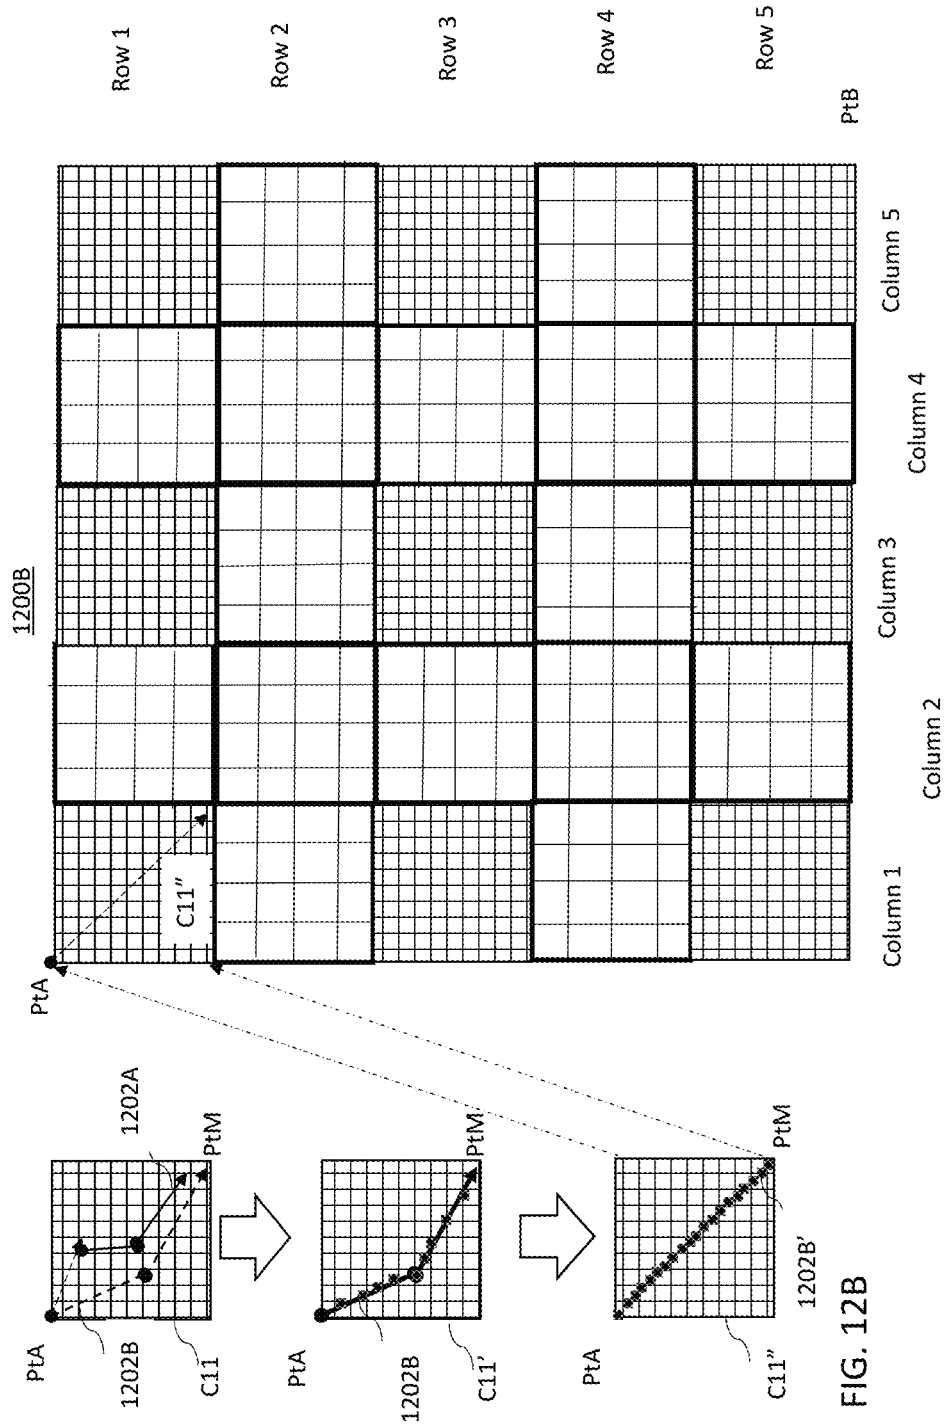 1200B
Row 1
Row 2
Row 3
Row 4
Row 5
PtA
C11″
PtB
Column 1
Column 2
Column 3
Column 4
Column 5
PtA
1202B
C11
1202A
PtM
PtA
1202B
C11′
PtM
PtA
C11″
1202B′
PtM
FIG. 12B